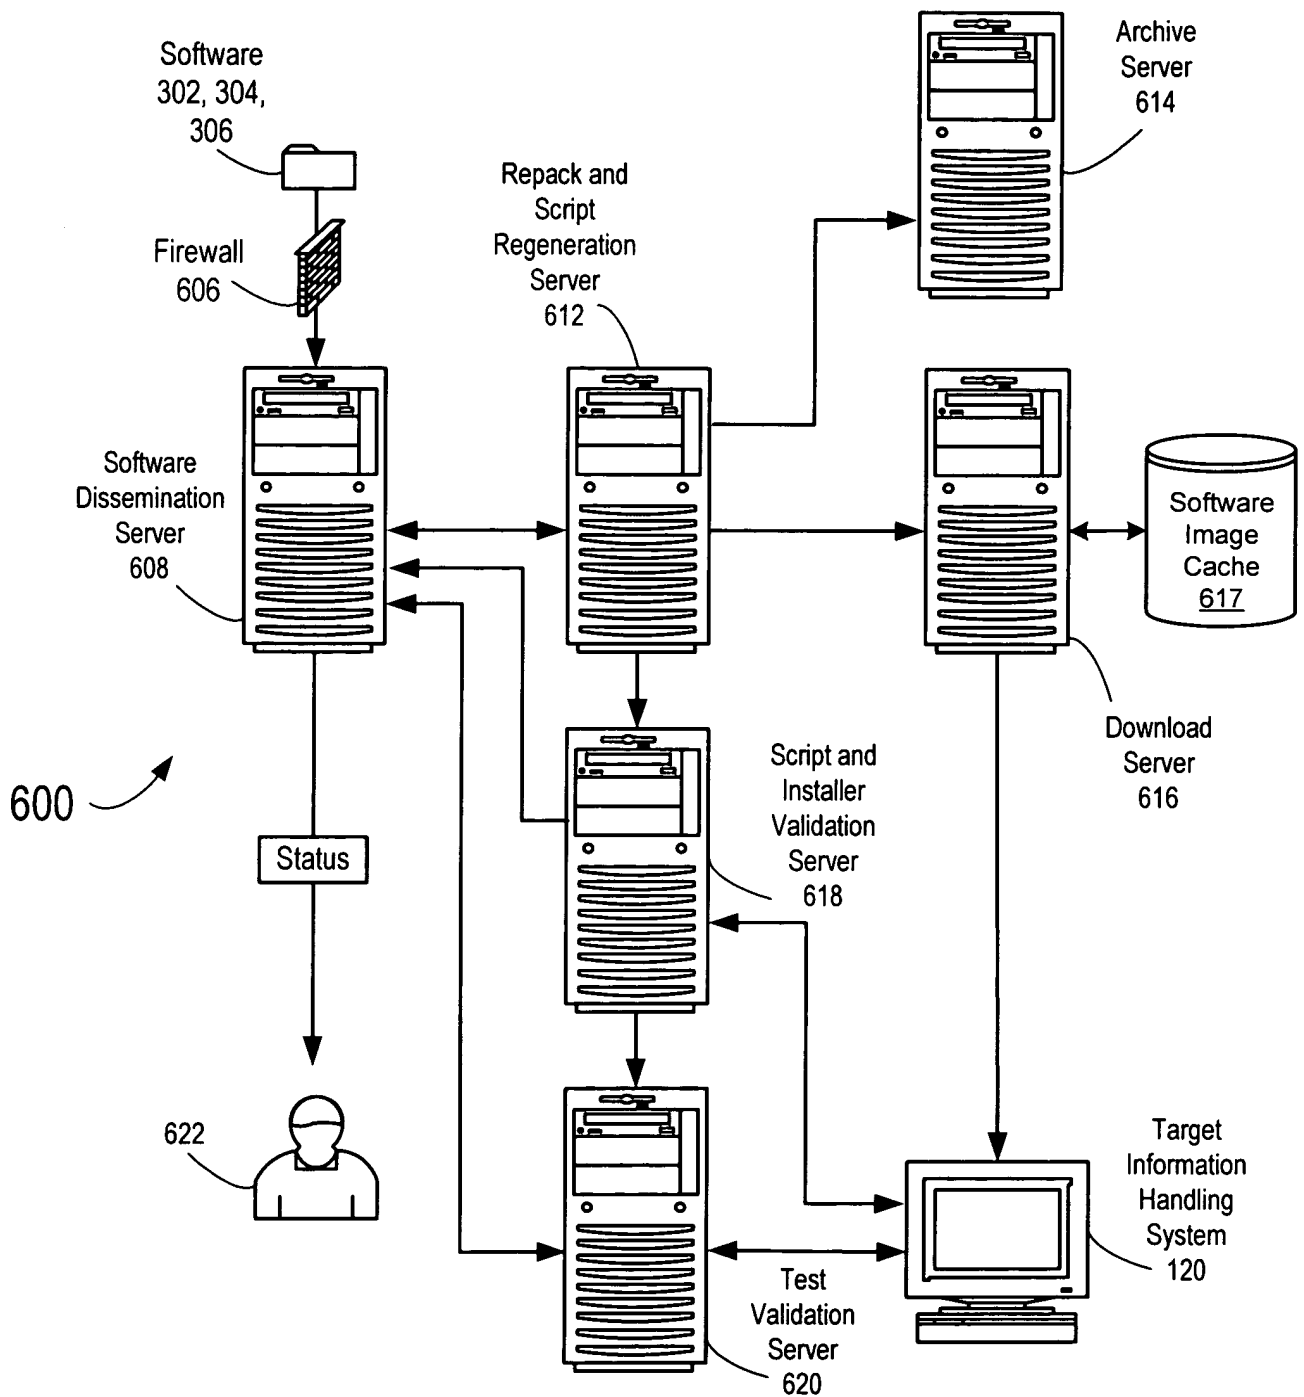 Software
302, 304,
306
Archive
Server
614
Repack and
Script
Regeneration
Server
612
Firewall
606
Software
Dissemination
Server
608
Software
Image
Cache
617
Download
Server
616
Script and
Installer
Validation
Server
618
600
Status
622
Target
Information
Handling
System
120
Test
Validation
Server
620